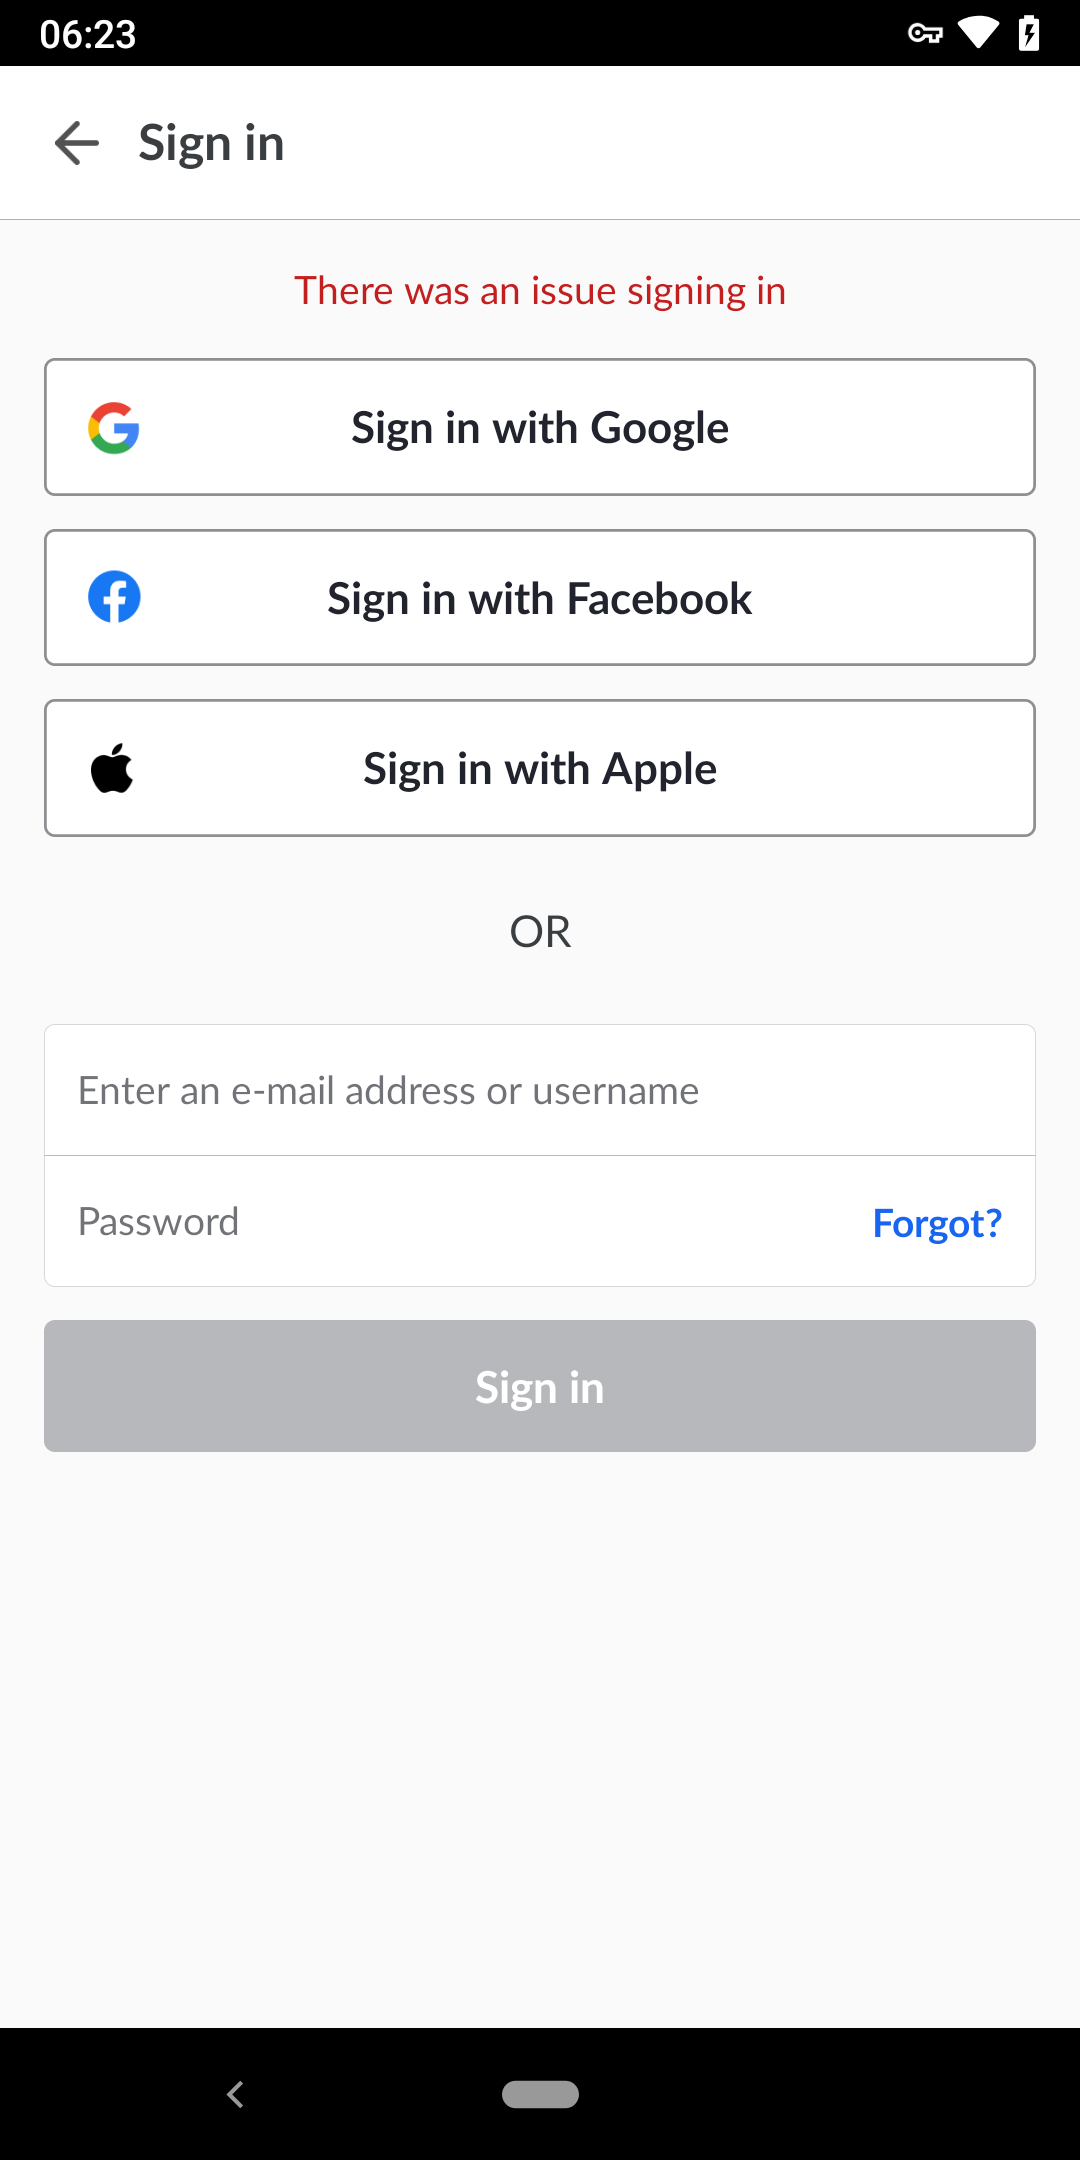 06:23
Sign in
There was an issue signing in
Sign in with Google
Sign in with Facebook
Sign in with Apple
OR
Enter an e-mail address or username
Password
Forgot?
Sign in